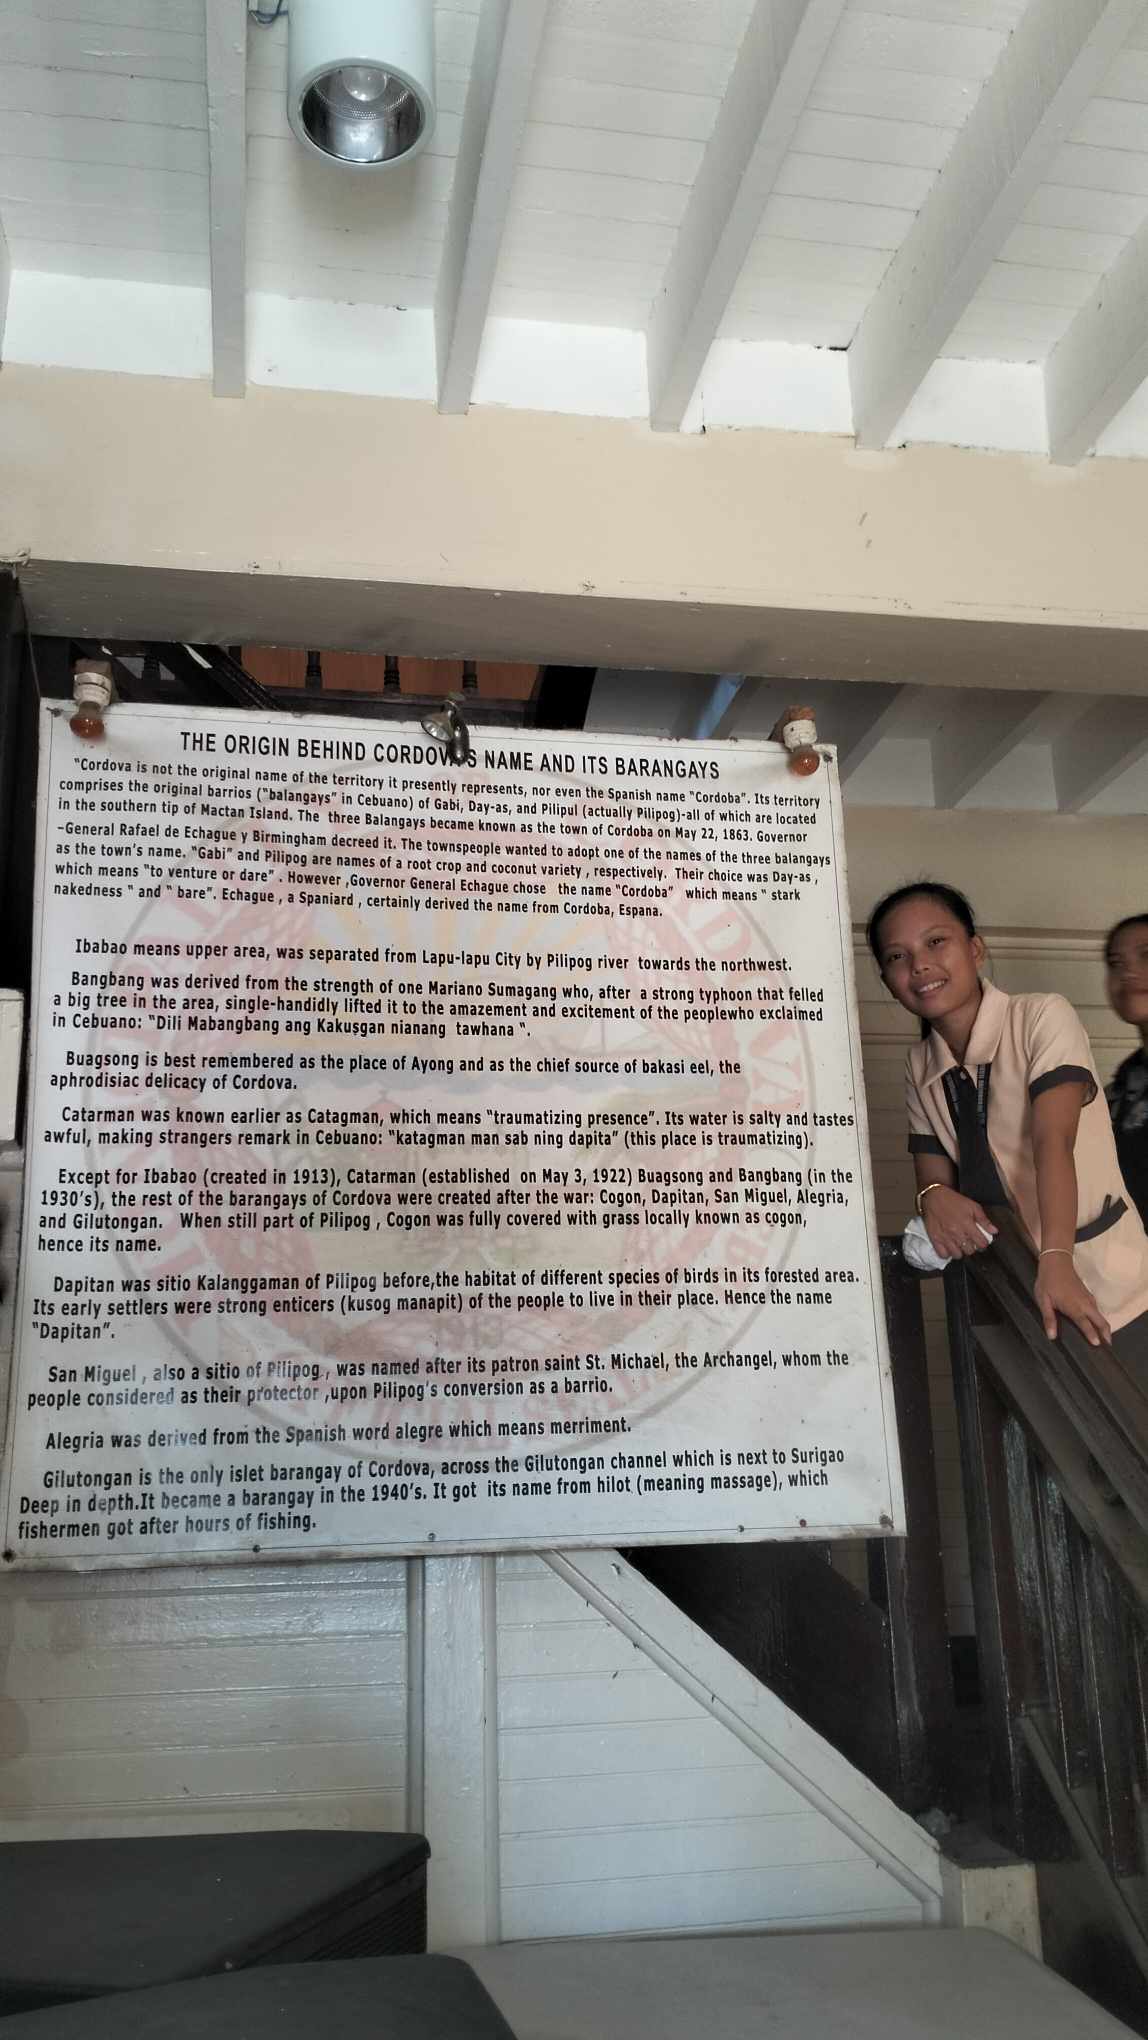 THE ORIGIN BEHIND CORDOVA'S NAME AND ITS BARANGAYS
"Cordova is not the original name of the territory it presently represents, nor even the Spanish name "Cordoba". Its territory
comprises the original barrios ("balangays" in Cebuano) of Gabi, Day-as, and Pilipul (actually Pilipog)-all of which are located
in the southern tip of Mactan Island. The three Balangays became known as the town of Cordoba on May 22, 1863. Governor
-General Rafael de Echague y Birmingham decreed it. The townspeople wanted to adopt one of the names of the three balangays
as the town's name. "Gabi" and Pilipog are names of a root crop and coconut variety , respectively. Their choice was Day-as ,
which means "to venture or dare" . However ,Governor General Echague chose the name "Cordoba" which means " stark
nakedness " and " bare". Echague , a Spaniard , certainly derived the name from Cordoba, Espana.
Ibabao means upper area, was separated from Lapu-lapu City by Pilipog river towards the northwest.
Bangbang was derived from the strength of one Mariano Sumagang who, after a strong typhoon that felled
a big tree in the area, single-handidly lifted it to the amazement and excitement of the peoplewho exclaimed
in Cebuano: "Dili Mabangbang ang Kakusgan nianang tawhana ".
Buagsong is best remembered as the place of Ayong and as the chief source of bakasi eel, the
aphrodisiac delicacy of Cordova.
Catarman was known earlier as Catagman, which means "traumatizing presence". Its water is salty and tastes
awful, making strangers remark in Cebuano: "katagman man sab ning dapita" (this place is traumatizing).
Except for Ibabao (created in 1913), Catarman (established on May 3, 1922) Buagsong and Bangbang (in the
1930's), the rest of the barangays of Cordova were created after the war: Cogon, Dapitan, San Miguel, Alegria,
and Gilutongan. When still part of Pilipog , Cogon was fully covered with grass locally known as cogon,
hence its name.
Dapitan was sitio Kalanggaman of Pilipog before,the habitat of different species of birds in its forested area.
Its early settlers were strong enticers (kusog manapit) of the people to live in their place. Hence the name
"Dapitan".
San Miguel , also a sitio of Pilipog , was named after its patron saint St. Michael, the Archangel, whom the
people considered as their protector ,upon Pilipog's conversion as a barrio.
Alegria was derived from the Spanish word alegre which means merriment.
Gilutongan is the only islet barangay of Cordova, across the Gilutongan channel which is next to Surigao
Deep in depth.It became a barangay in the 1940's. It got its name from hilot (meaning massage), which
fishermen got after hours of fishing.